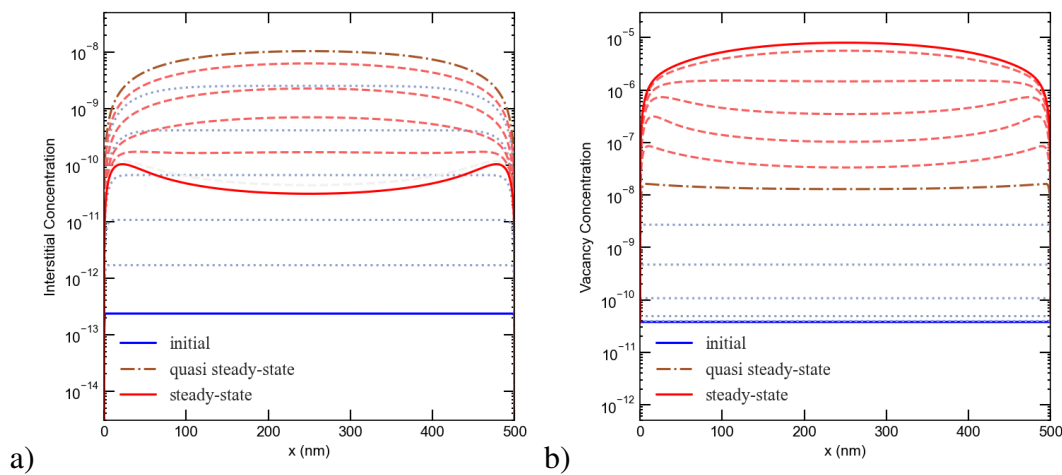 Interstitial Concentration
10⁻⁸
10⁻⁹
10⁻¹⁰
10⁻¹¹
10⁻¹²
10⁻¹³
10⁻¹⁴
initial
quasi steady-state
steady-state
0 100 200 300 400 500
x (nm)
a)
Vacancy Concentration
10⁻⁵
10⁻⁶
10⁻⁷
10⁻⁸
10⁻⁹
10⁻¹⁰
10⁻¹¹
10⁻¹²
initial
quasi steady-state
steady-state
0 100 200 300 400 500
x (nm)
b)